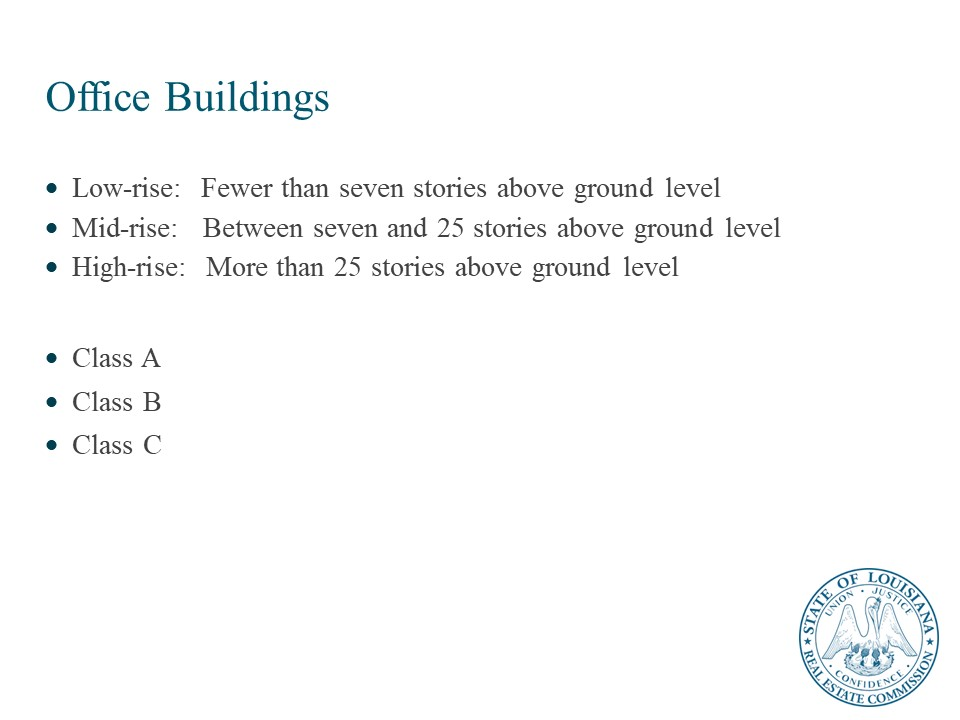 Office Buildings
• Low-rise: Fewer than seven stories above ground level
• Mid-rise: Between seven and 25 stories above ground level
• High-rise: More than 25 stories above ground level
• Class A
• Class B
• Class C
STATE OF LOUISIANA
UNION · JUSTICE
· CONFIDENCE ·
REAL ESTATE COMMISSION